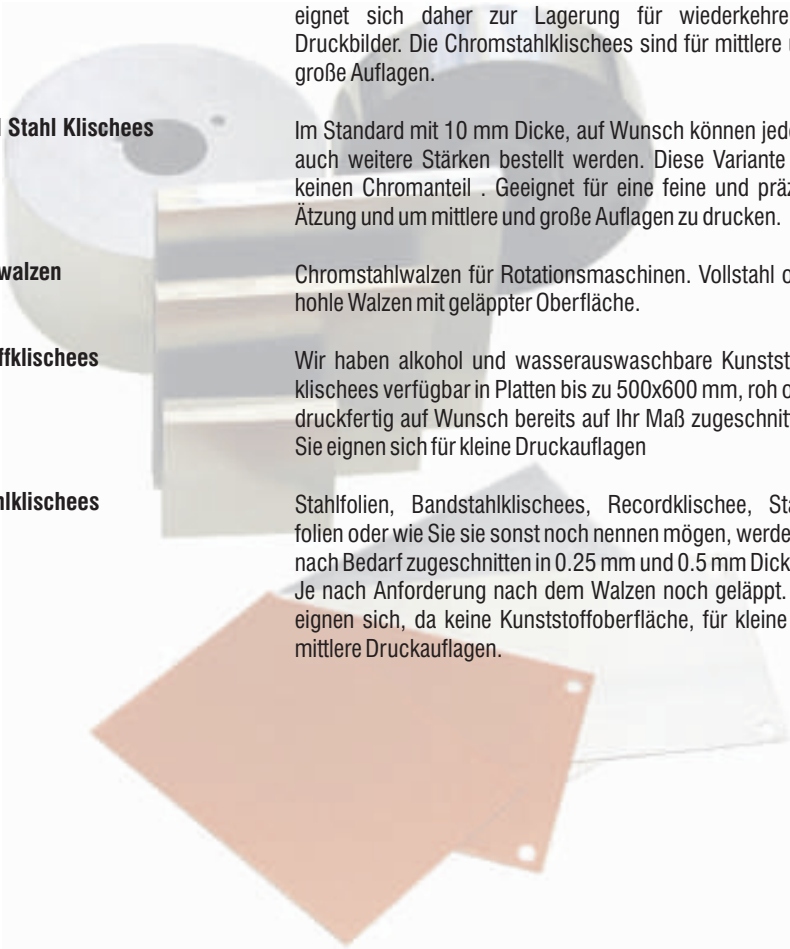 eignet sich daher zur Lagerung für wiederkehre
Druckbilder. Die Chromstahlklischees sind für mittlere
große Auflagen.
Stahl Klischees
Im Standard mit 10 mm Dicke, auf Wunsch können jed
auch weitere Stärken bestellt werden. Diese Variante
keinen Chromanteil . Geeignet für eine feine und präz
Ätzung und um mittlere und große Auflagen zu drucken.
walzen
Chromstahlwalzen für Rotationsmaschinen. Vollstahl o
hohle Walzen mit geläppter Oberfläche.
ffklischees
Wir haben alkohol und wasserauswaschbare Kunstst
klischees verfügbar in Platten bis zu 500x600 mm, roh o
druckfertig auf Wunsch bereits auf Ihr Maß zugeschnit
Sie eignen sich für kleine Druckauflagen
hlklischees
Stahlfolien, Bandstahlklischees, Recordklischee, Sta
folien oder wie Sie sie sonst noch nennen mögen, werde
nach Bedarf zugeschnitten in 0.25 mm und 0.5 mm Dick
Je nach Anforderung nach dem Walzen noch geläppt.
eignen sich, da keine Kunststoffoberfläche, für kleine
mittlere Druckauflagen.